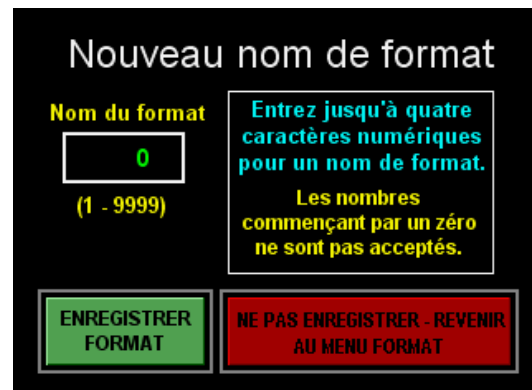 Nouveau nom de format
Nom du format
0
(1 - 9999)
Entrez jusqu'à quatre
caractères numériques
pour un nom de format.
Les nombres
commençant par un zéro
ne sont pas acceptés.
ENREGISTRER
FORMAT
NE PAS ENREGISTRER - REVENIR
AU MENU FORMAT